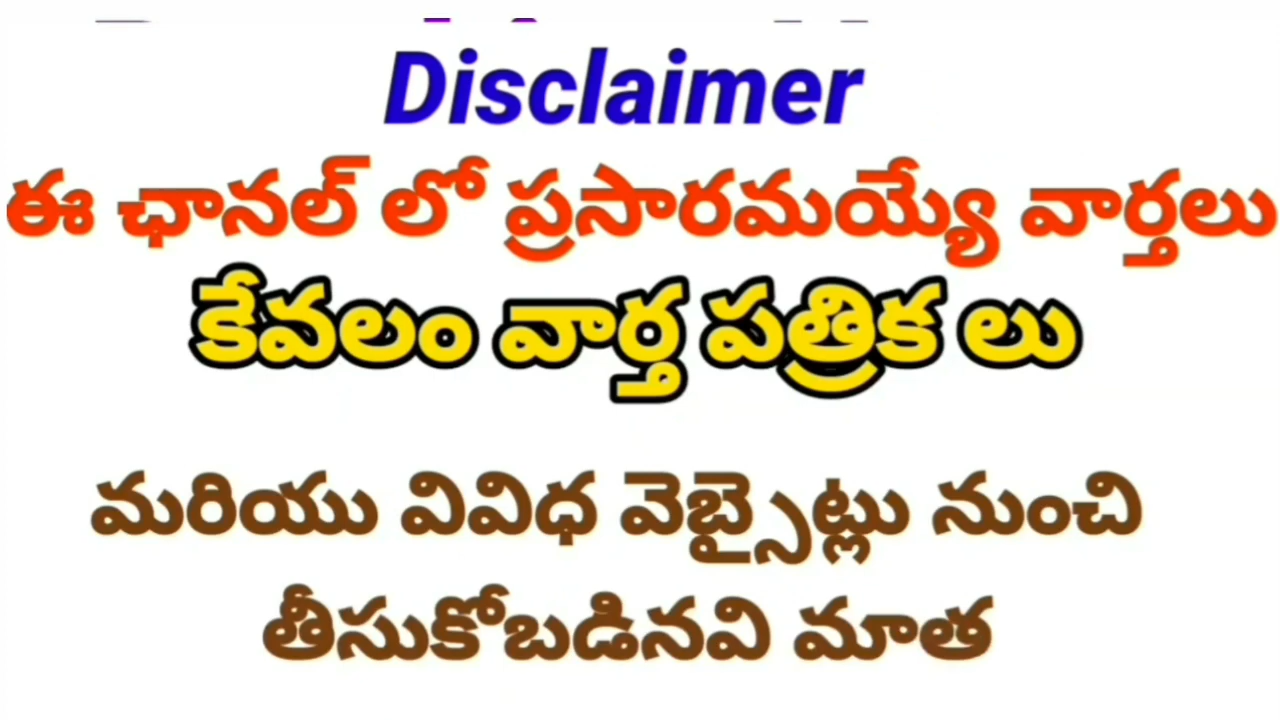 Disclaimer
ఈ ఛానల్ లో ప్రసారమయ్యే వార్తలు
కేవలం వార్త పత్రిక లు
మరియు వివిధ వెబ్సైట్లు నుంచి
తీసుకోబడినవి మాత